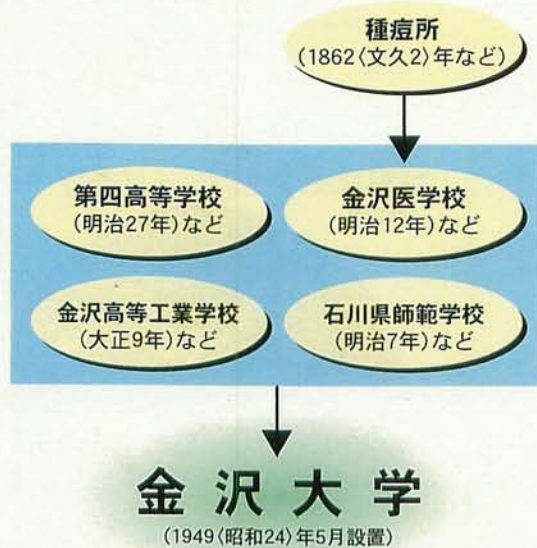 種痘所
(1862〈文久2〉年など)
第四高等学校
(明治27年)など
金沢医学校
(明治12年)など
金沢高等工業学校
(大正9年)など
石川県師範学校
(明治7年)など
金沢大学
(1949〈昭和24〉年5月設置)